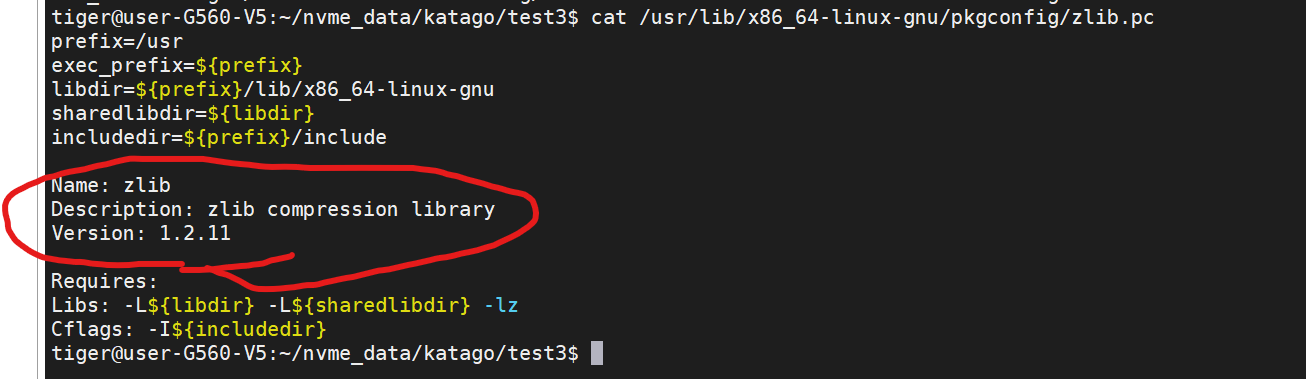 tiger@user-G560-V5:~/nvme_data/katago/test3$ cat /usr/lib/x86_64-linux-gnu/pkgconfig/zlib.pc
prefix=/usr
exec_prefix=${prefix}
libdir=${prefix}/lib/x86_64-linux-gnu
sharedlibdir=${libdir}
includedir=${prefix}/include
Name: zlib
Description: zlib compression library
Version: 1.2.11
Requires:
Libs: -L${libdir} -L${sharedlibdir} -lz
Cflags: -I${includedir}
tiger@user-G560-V5:~/nvme_data/katago/test3$